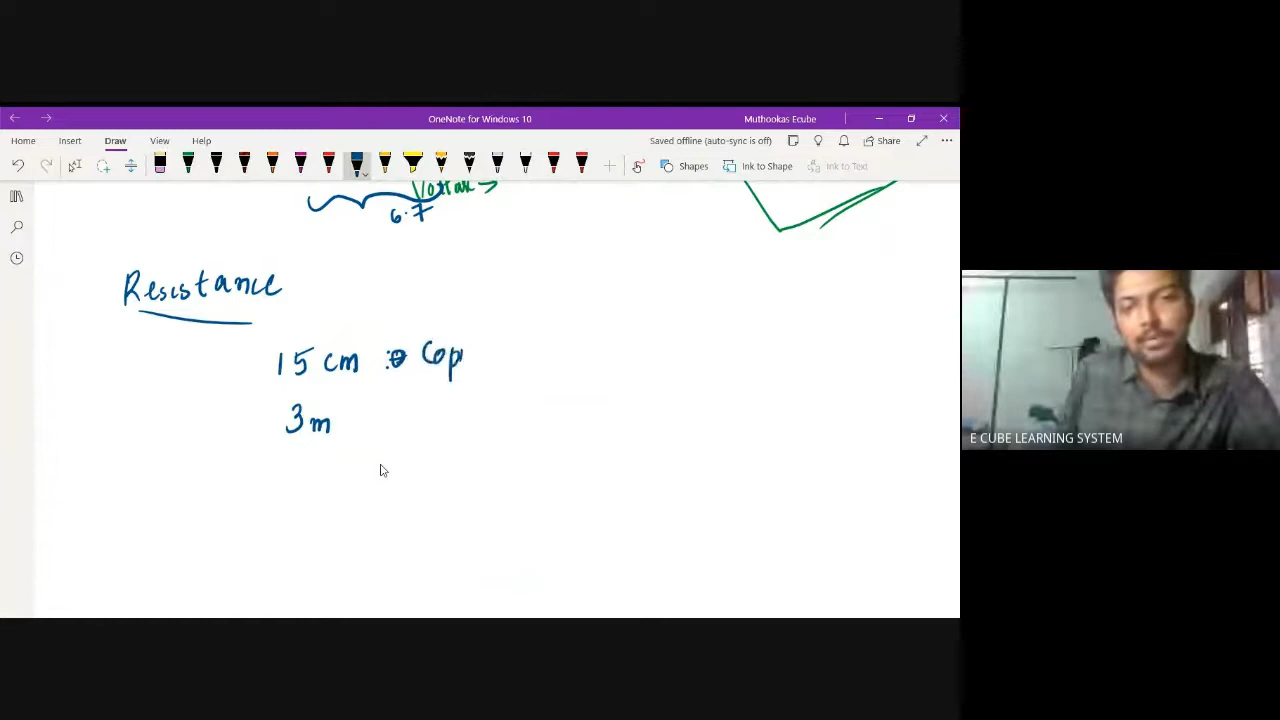 OneNote for Windows 10
Muthookas Ecube
Home Insert Draw View Help
Saved offline (auto-sync is off)
Share
Shapes Ink to Shape Ink to Text
6.7
Resistance
15 cm Cop
3m
E CUBE LEARNING SYSTEM